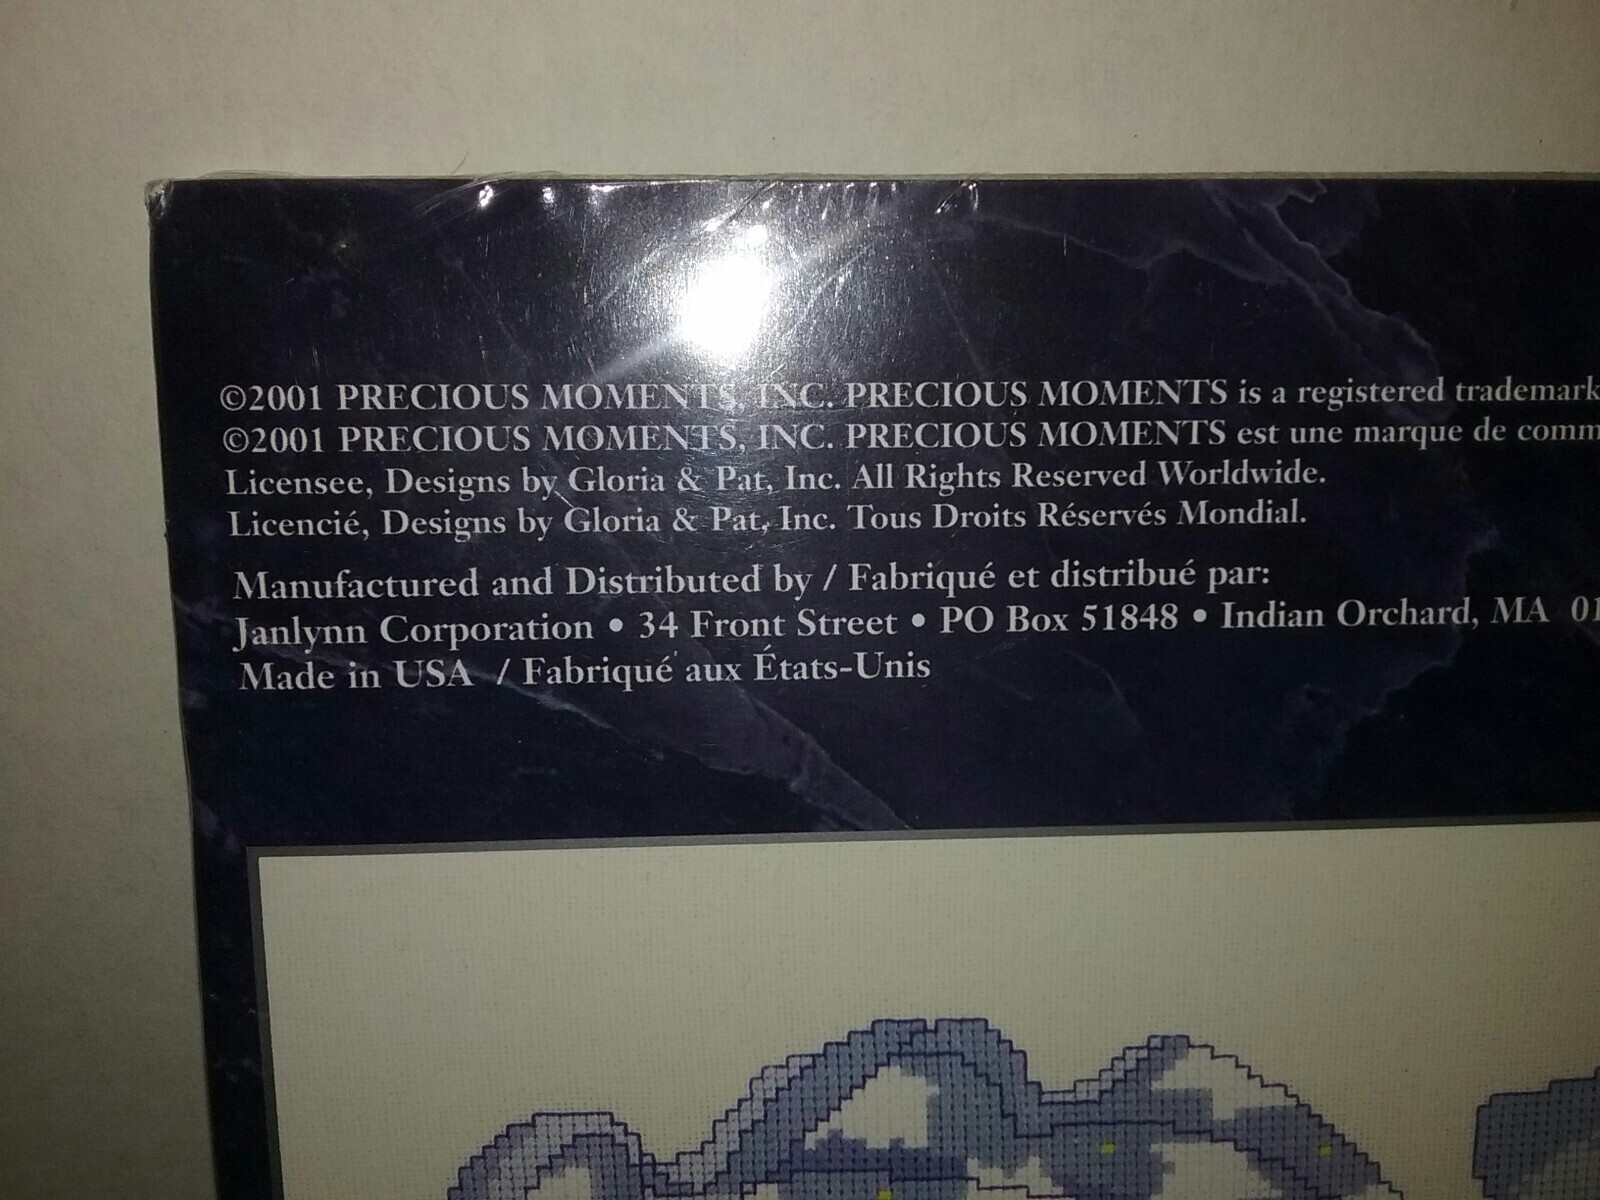 ©2001 PRECIOUS MOMENTS, INC. PRECIOUS MOMENTS is a registered trademark
©2001 PRECIOUS MOMENTS, INC. PRECIOUS MOMENTS est une marque de comm
Licensee, Designs by Gloria & Pat, Inc. All Rights Reserved Worldwide.
Licencié, Designs by Gloria & Pat, Inc. Tous Droits Réservés Mondial.
Manufactured and Distributed by / Fabriqué et distribué par:
Janlynn Corporation • 34 Front Street • PO Box 51848 • Indian Orchard, MA 01
Made in USA / Fabriqué aux États-Unis